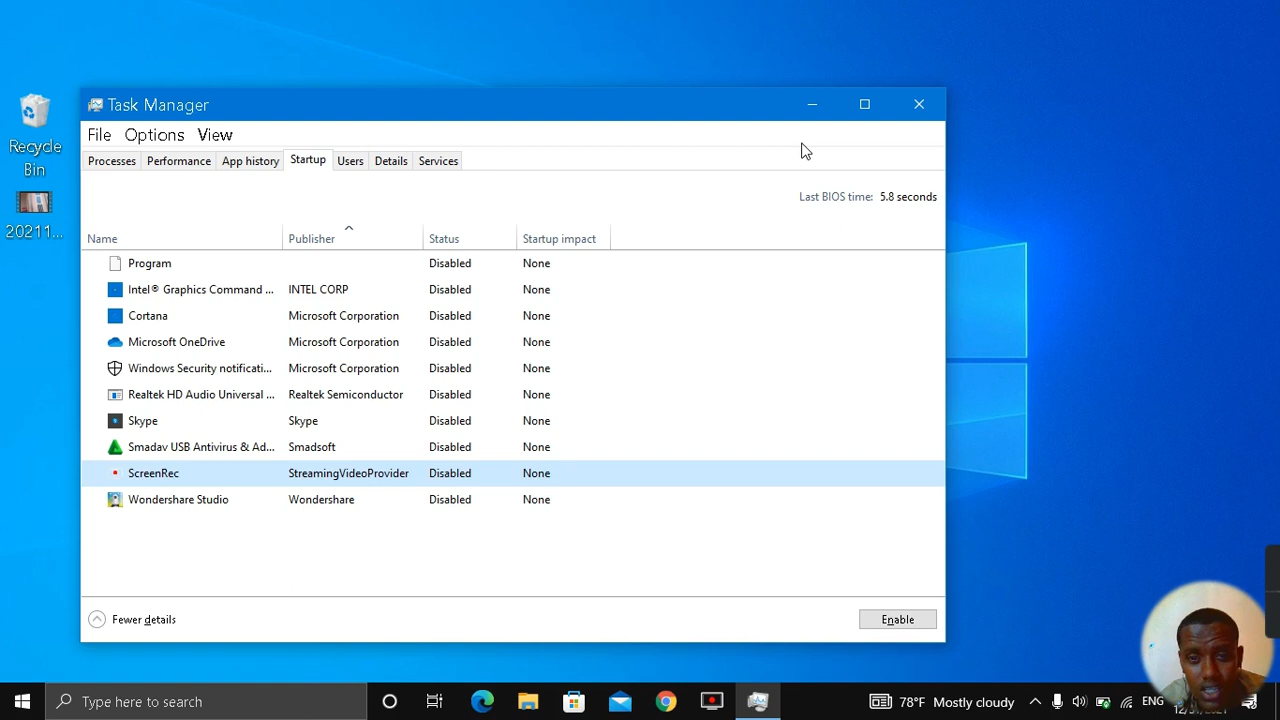 Recycle
Bin
20211...
Task Manager
File Options View
Processes Performance App history Startup Users Details Services
Last BIOS time: 5.8 seconds
Name Publisher Status Startup impact
Program Disabled None
Intel® Graphics Command ... INTEL CORP Disabled None
Cortana Microsoft Corporation Disabled None
Microsoft OneDrive Microsoft Corporation Disabled None
Windows Security notificati... Microsoft Corporation Disabled None
Realtek HD Audio Universal ... Realtek Semiconductor Disabled None
Skype Skype Disabled None
Smadav USB Antivirus & Ad... Smadsoft Disabled None
ScreenRec StreamingVideoProvider Disabled None
Wondershare Studio Wondershare Disabled None
Fewer details Enable
Type here to search 78°F Mostly cloudy ENG